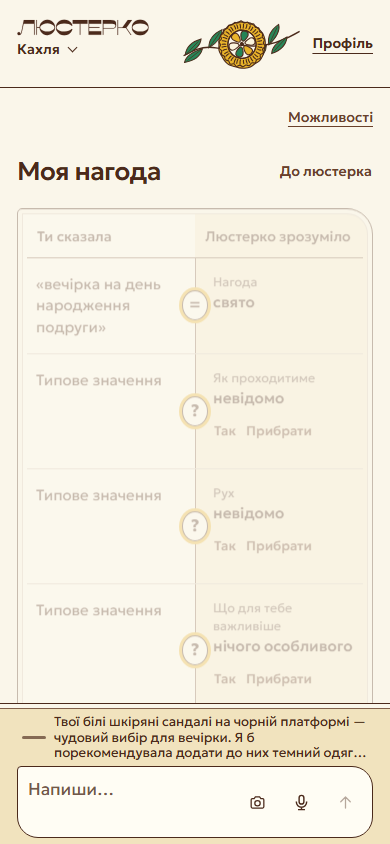 ЛЮСТЕРКО
Кахля
Профіль
Можливості
Моя нагода
До люстерка
Ти сказала
Люстерко зрозуміло
«вечірка на день
народження
подруги»
=
Нагода
свято
Типове значення
?
Як проходитиме
невідомо
Так Прибрати
Типове значення
?
Рух
невідомо
Так Прибрати
Типове значення
?
Що для тебе
важливіше
нічого особливого
Так Прибрати
Твої білі шкіряні сандалі на чорній платформі —
чудовий вибір для вечірки. Я б
порекомендувала додати до них темний одяг…
Напиши…